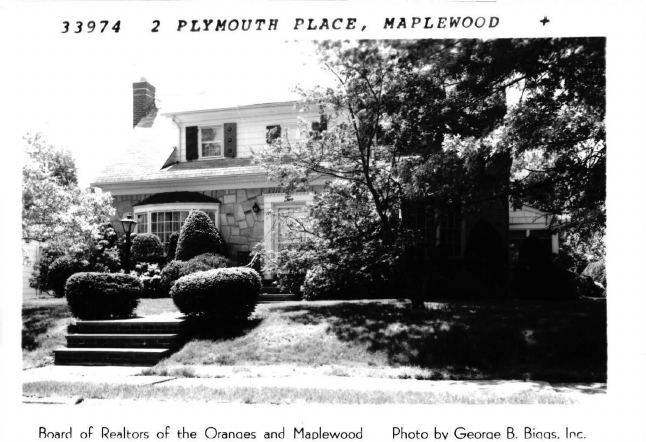 33974 2 PLYMOUTH PLACE, MAPLEWOOD +
Board of Realtors of the Oranges and Maplewood Photo by George B. Biggs, Inc.